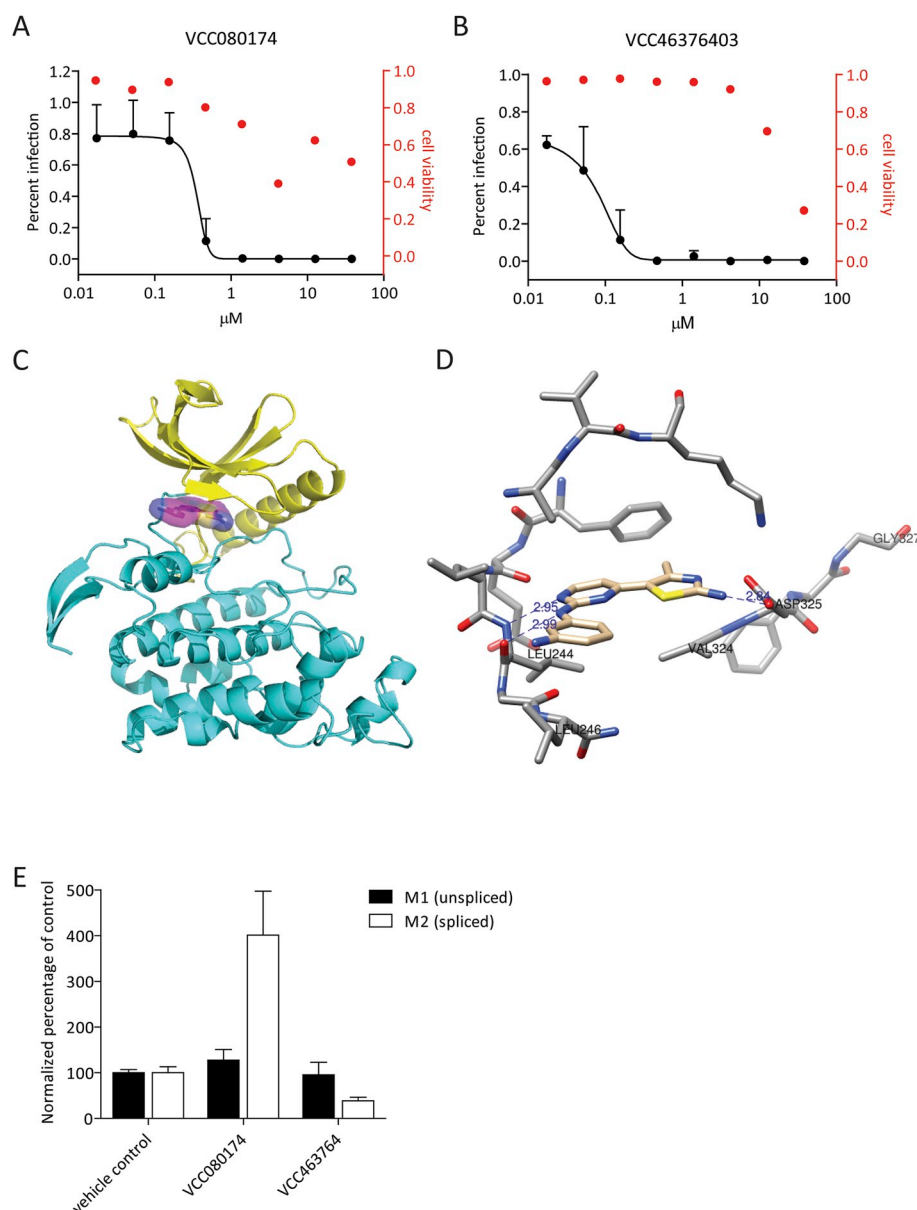 A
VCC080174
Percent infection
1.2
1.0
0.8
0.6
0.4
0.2
0.0
1.0
0.8
0.6
0.4
0.2
0.0
cell viability
0.01
0.1
1
10
100
µM
B
VCC46376403
Percent infection
1.0
0.8
0.6
0.4
0.2
0.0
1.0
0.8
0.6
0.4
0.2
0.0
cell viability
0.01
0.1
1
10
100
µM
C
D
GLY327
2.84
ASP325
2.95
2.99
VAL324
LEU244
LEU246
E
Normalized percentage of control
500
400
300
200
100
0
M1 (unspliced)
M2 (spliced)
vehicle control
VCC080174
VCC463764